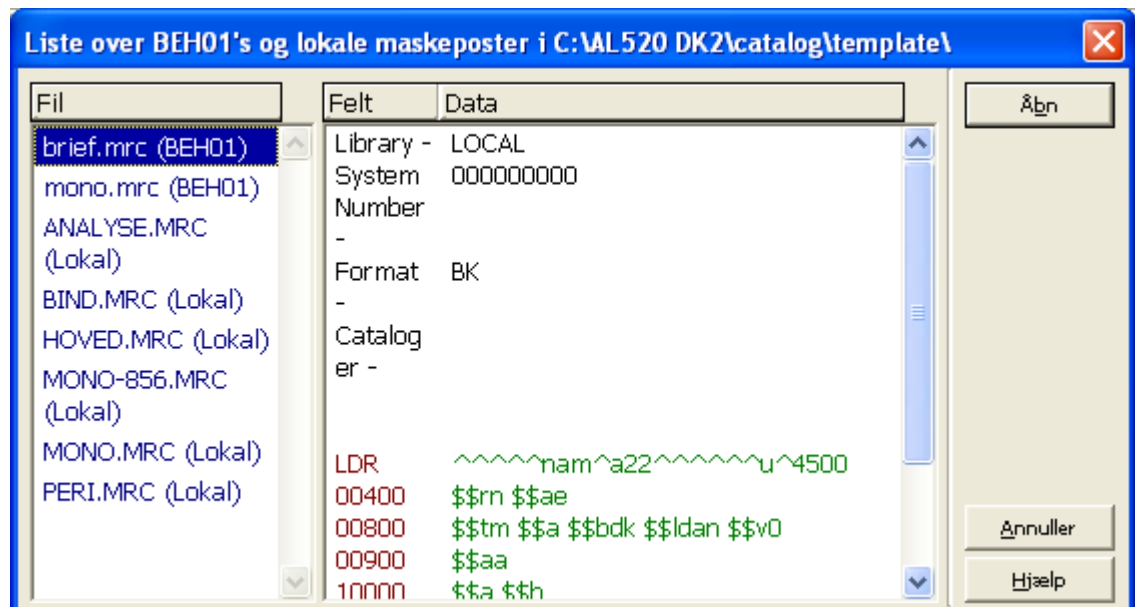 Liste over BEH01's og lokale maskeposter i C:\AL520 DK2\catalog\template\
Fil
brief.mrc (BEH01)
mono.mrc (BEH01)
ANALYSE.MRC
(Lokal)
BIND.MRC (Lokal)
HOVED.MRC (Lokal)
MONO-856.MRC
(Lokal)
MONO.MRC (Lokal)
PERI.MRC (Lokal)
Felt Data
Library - LOCAL
System 000000000
Number
-
Format BK
-
Catalog
er -
LDR ^^^^^nam^a22^^^^^^u^4500
00400 $$rn $$ae
00800 $$tm $$a $$bdk $$ldan $$v0
00900 $$aa
10000 $$a $$h
Åbn
Annuller
Hjælp